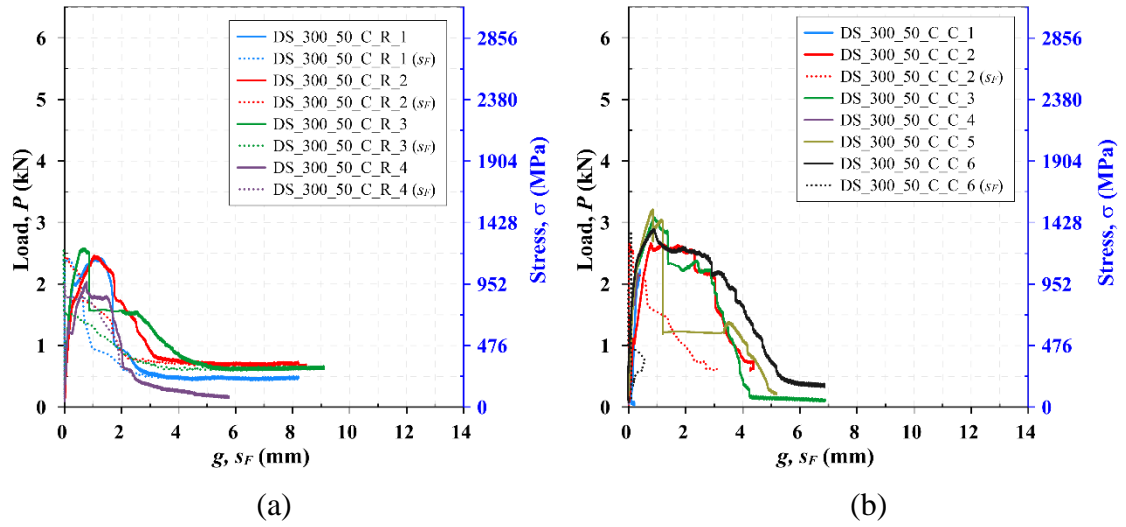 DS_300_50_C_R_1
DS_300_50_C_R_1 (sF)
DS_300_50_C_R_2
DS_300_50_C_R_2 (sF)
DS_300_50_C_R_3
DS_300_50_C_R_3 (sF)
DS_300_50_C_R_4
DS_300_50_C_R_4 (sF)
Load, P (kN)
6
5
4
3
2
1
0
Stress, σ (MPa)
2856
2380
1904
1428
952
476
0
0 2 4 6 8 10 12 14
g, sF (mm)
(a)
DS_300_50_C_C_1
DS_300_50_C_C_2
DS_300_50_C_C_2 (sF)
DS_300_50_C_C_3
DS_300_50_C_C_4
DS_300_50_C_C_5
DS_300_50_C_C_6
DS_300_50_C_C_6 (sF)
Load, P (kN)
6
5
4
3
2
1
0
Stress, σ (MPa)
2856
2380
1904
1428
952
476
0
0 2 4 6 8 10 12 14
g, sF (mm)
(b)